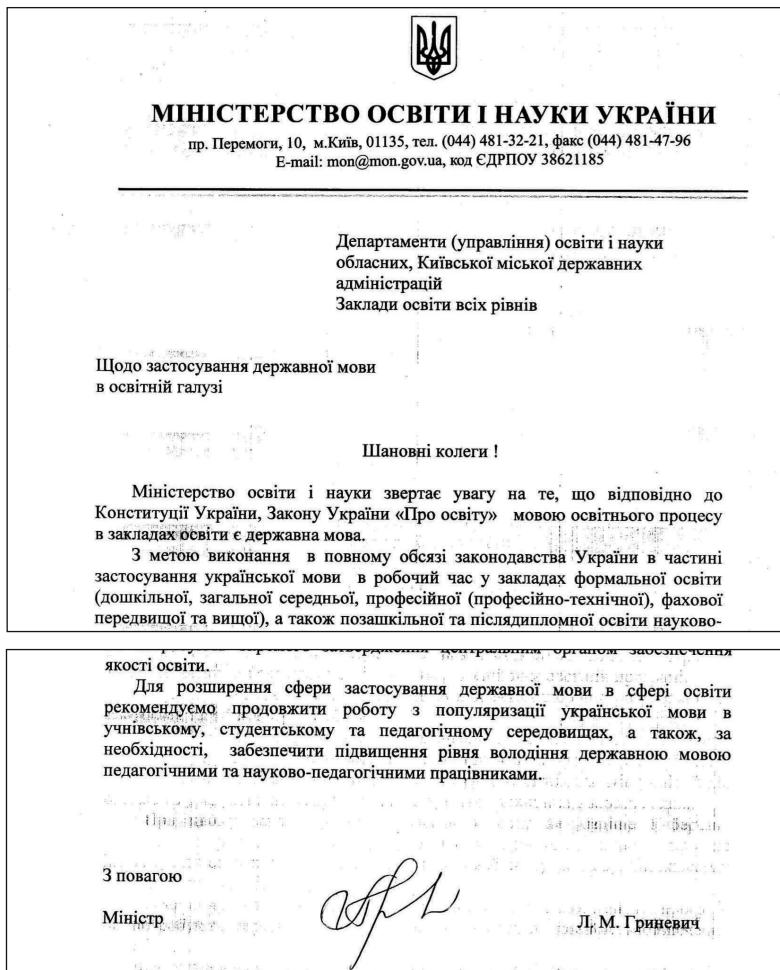 МІНІСТЕРСТВО ОСВІТИ І НАУКИ УКРАЇНИ
пр. Перемоги, 10, м.Київ, 01135, тел. (044) 481-32-21, факс (044) 481-47-96
E-mail: mon@mon.gov.ua, код ЄДРПОУ 38621185
Департаменти (управління) освіти і науки
обласних, Київської міської державних
адміністрацій
Заклади освіти всіх рівнів
Щодо застосування державної мови
в освітній галузі
Шановні колеги !
Міністерство освіти і науки звертає увагу на те, що відповідно до
Конституції України, Закону України «Про освіту» мовою освітнього процесу
в закладах освіти є державна мова.
З метою виконання в повному обсязі законодавства України в частині
застосування української мови в робочий час у закладах формальної освіти
(дошкільної, загальної середньої, професійної (професійно-технічної), фахової
передвищої та вищої), а також позашкільної та післядипломної освіти науково-
центральним органом забезпечення
якості освіти.
Для розширення сфери застосування державної мови в сфері освіти
рекомендуємо продовжити роботу з популяризації української мови в
учнівському, студентському та педагогічному середовищах, а також, за
необхідності, забезпечити підвищення рівня володіння державною мовою
педагогічними та науково-педагогічними працівниками.
З повагою
Міністр
Л. М. Гриневич